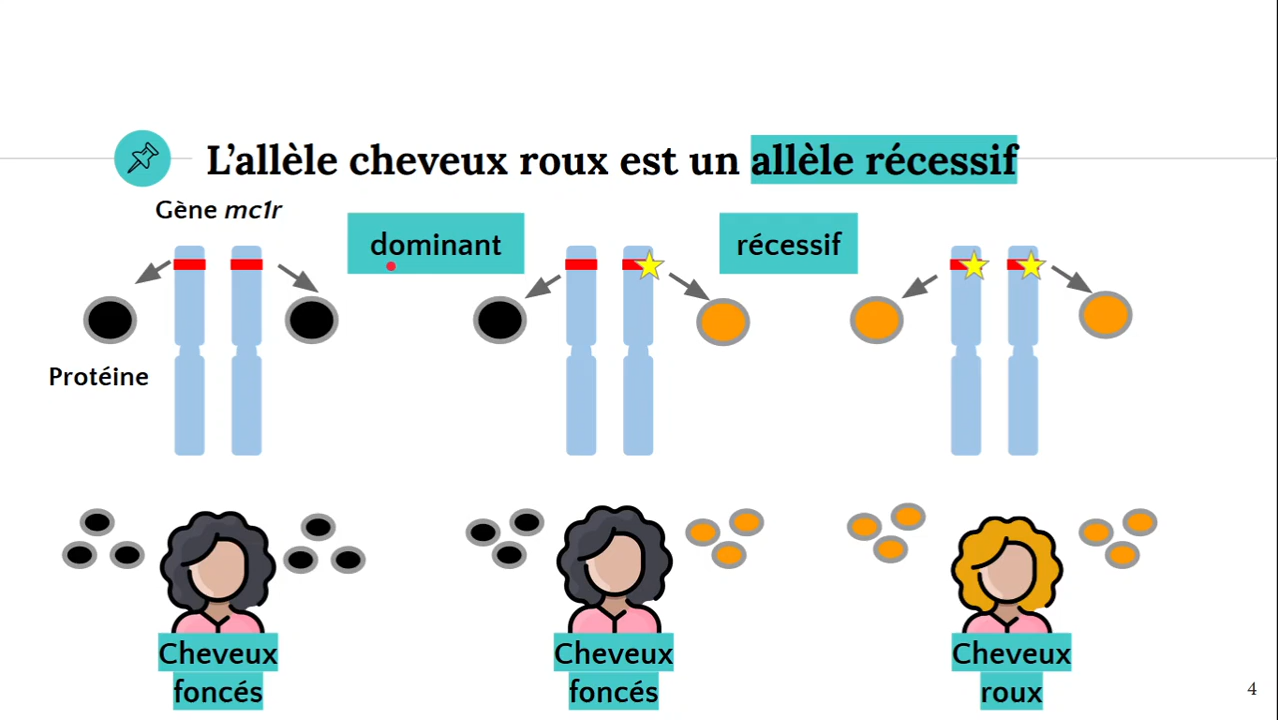 L’allèle cheveux roux est un allèle récessif
Gène mc1r
dominant
récessif
Protéine
Cheveux
foncés
Cheveux
foncés
Cheveux
roux
4